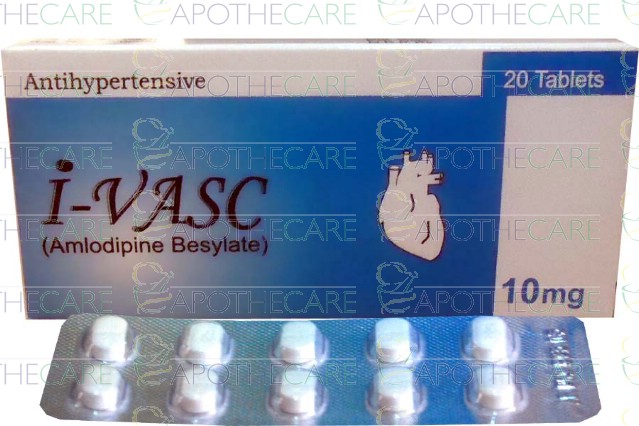 Antihypertensive
20 Tablets
i-VASC
(Amlodipine Besylate)
10mg
APOTHECARE